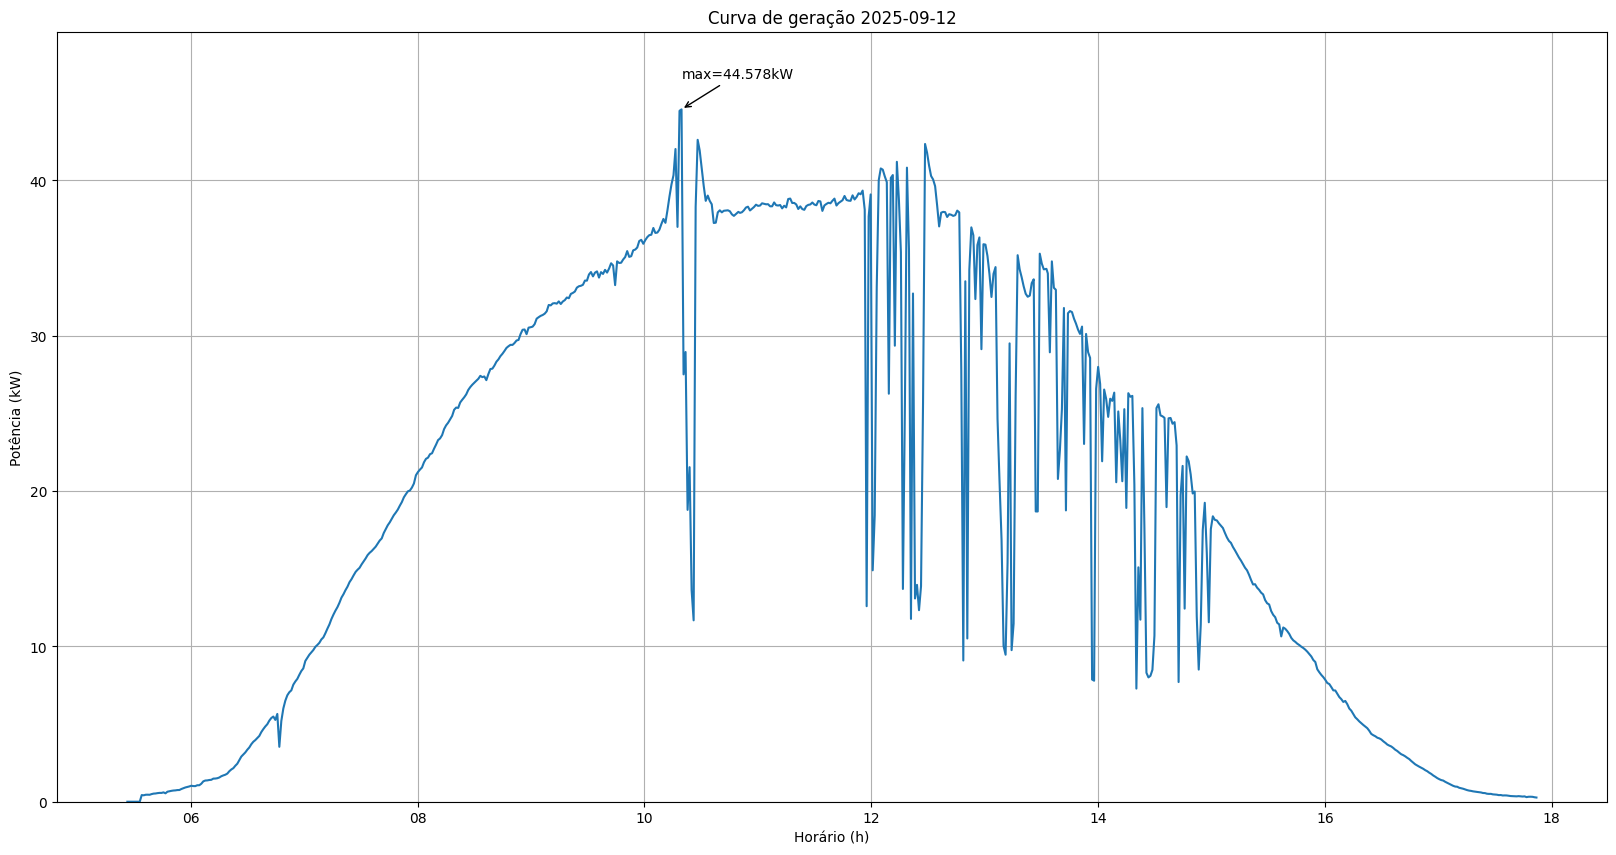 Curva de geração 2025-09-12
max=44.578kW
40
30
20
10
0
Potência (kW)
06 08 10 12 14 16 18
Horário (h)